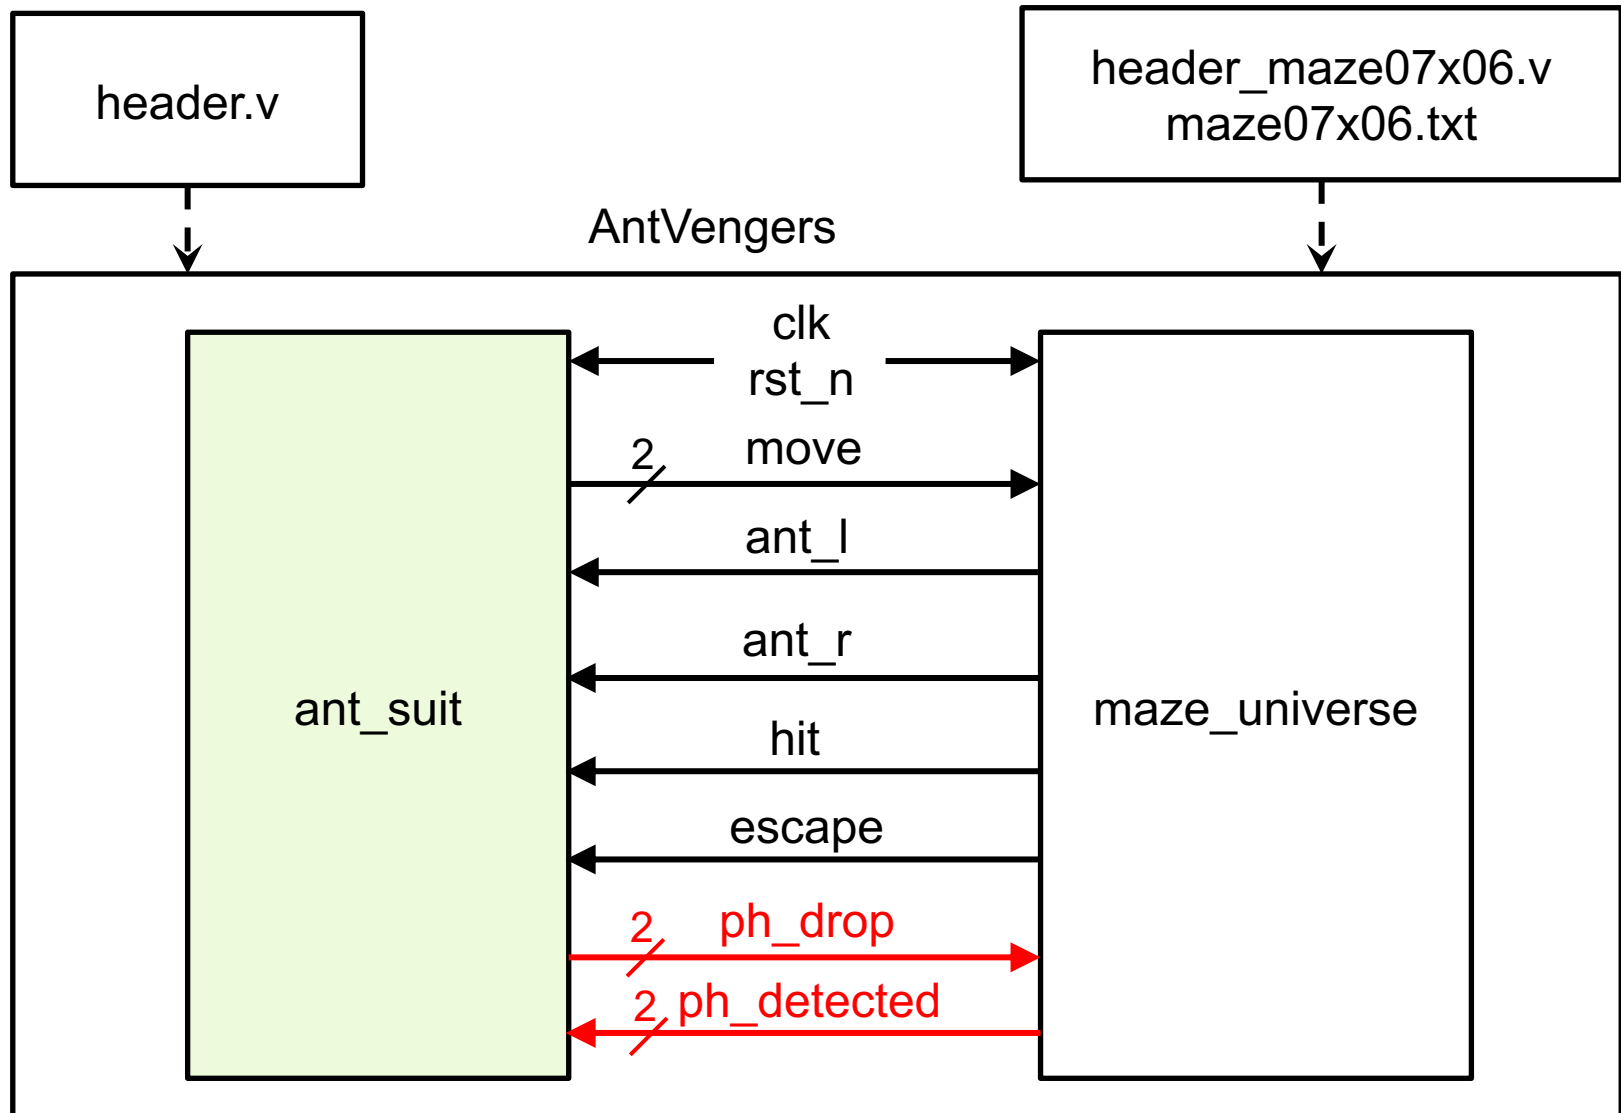 header.v
header_maze07x06.v
maze07x06.txt
AntVengers
clk
rst_n
2
move
ant_l
ant_r
ant_suit
maze_universe
hit
escape
2
ph_drop
2
ph_detected